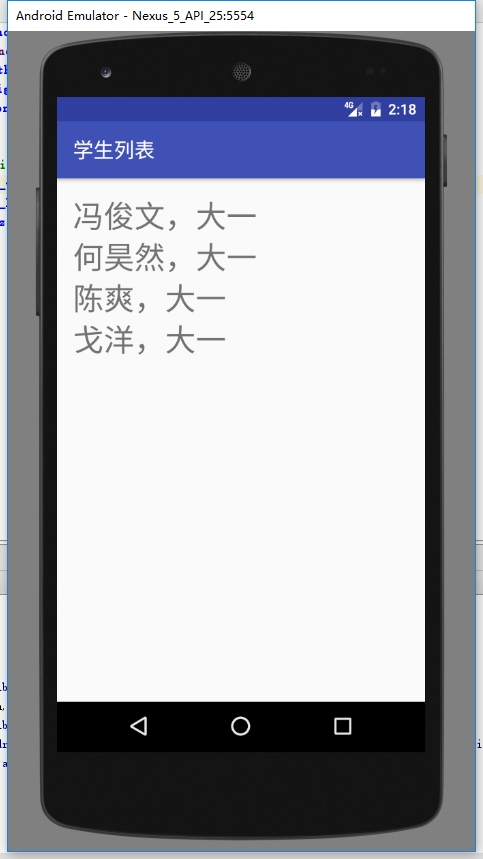 Android Emulator - Nexus_5_API_25:5554
4G 2:18
学生列表
冯俊文，大一
何昊然，大一
陈爽，大一
戈洋，大一